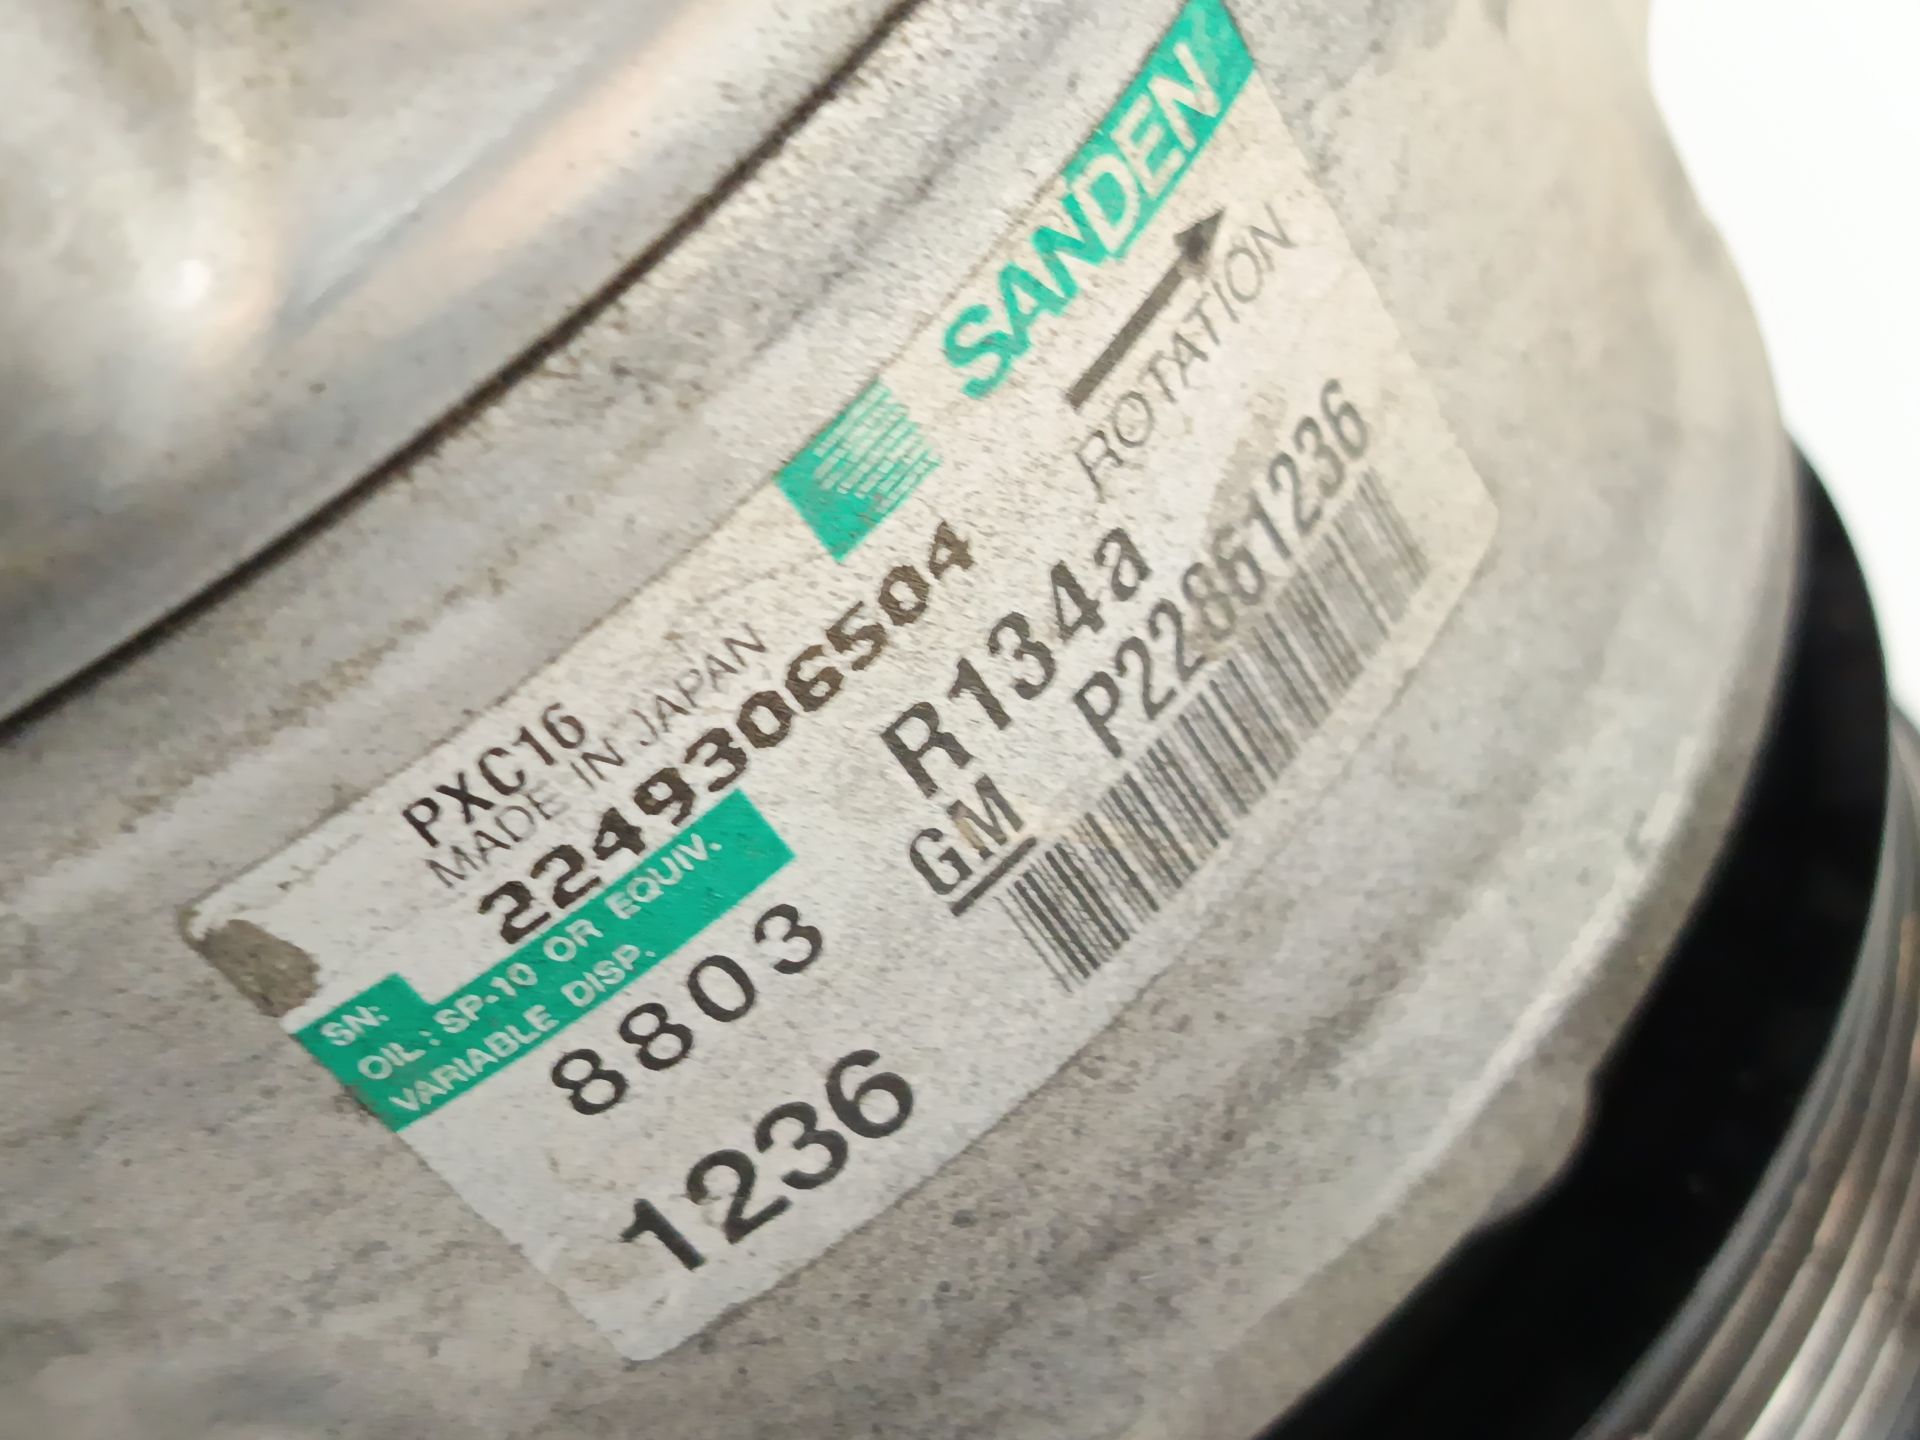 SANDEN
ROTATION
PXC16
MADE IN JAPAN
SN: 2249306504
OIL: SP-10 OR EQUIV.
VARIABLE DISP.
R134a
GM P22861236
8803
1236